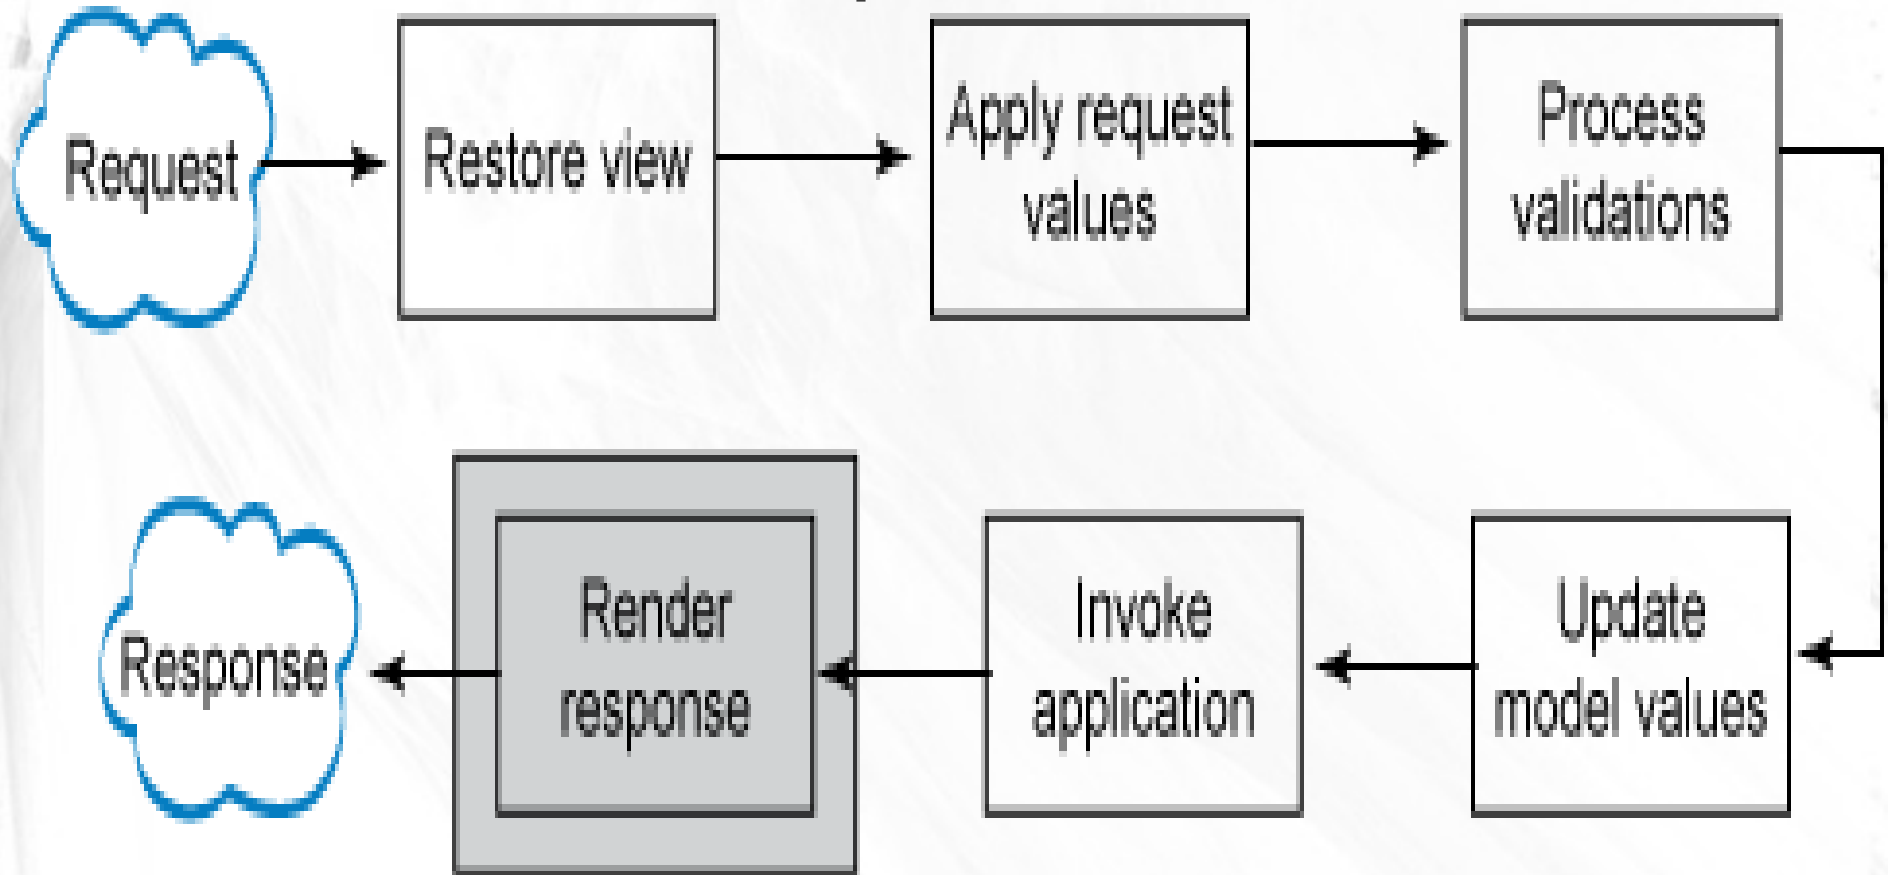 Request
Restore view
Apply request
values
Process
validations
Update
model values
Invoke
application
Render
response
Response